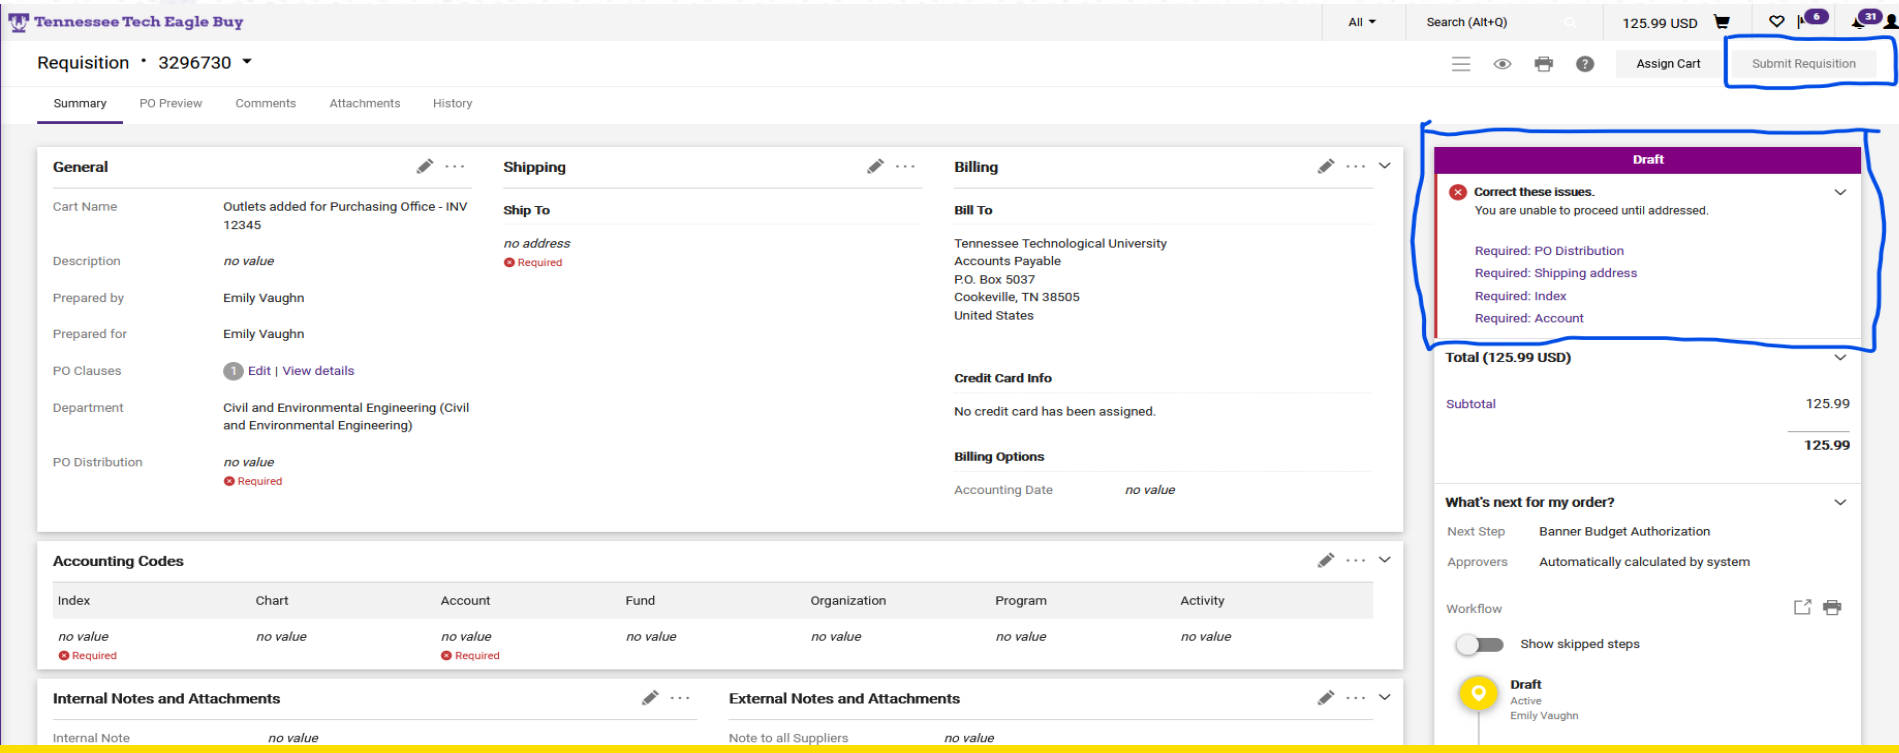 Tennessee Tech Eagle Buy
All
Search (Alt+Q)
125.99 USD
6
31
Requisition • 3296730
Assign Cart
Submit Requisition
Summary
PO Preview
Comments
Attachments
History
General
Cart Name
Outlets added for Purchasing Office - INV
12345
Description
no value
Prepared by
Emily Vaughn
Prepared for
Emily Vaughn
PO Clauses
1 Edit | View details
Department
Civil and Environmental Engineering (Civil
and Environmental Engineering)
PO Distribution
no value
Required
Shipping
Ship To
no address
Required
Billing
Bill To
Tennessee Technological University
Accounts Payable
P.O. Box 5037
Cookeville, TN 38505
United States
Credit Card Info
No credit card has been assigned.
Billing Options
Accounting Date
no value
Accounting Codes
Index Chart Account Fund Organization Program Activity
no value no value no value no value no value no value no value
Required Required
Internal Notes and Attachments
Internal Note
no value
External Notes and Attachments
Note to all Suppliers
no value
Draft
Correct these issues.
You are unable to proceed until addressed.
Required: PO Distribution
Required: Shipping address
Required: Index
Required: Account
Total (125.99 USD)
Subtotal
125.99
125.99
What's next for my order?
Next Step
Banner Budget Authorization
Approvers
Automatically calculated by system
Workflow
Show skipped steps
Draft
Active
Emily Vaughn